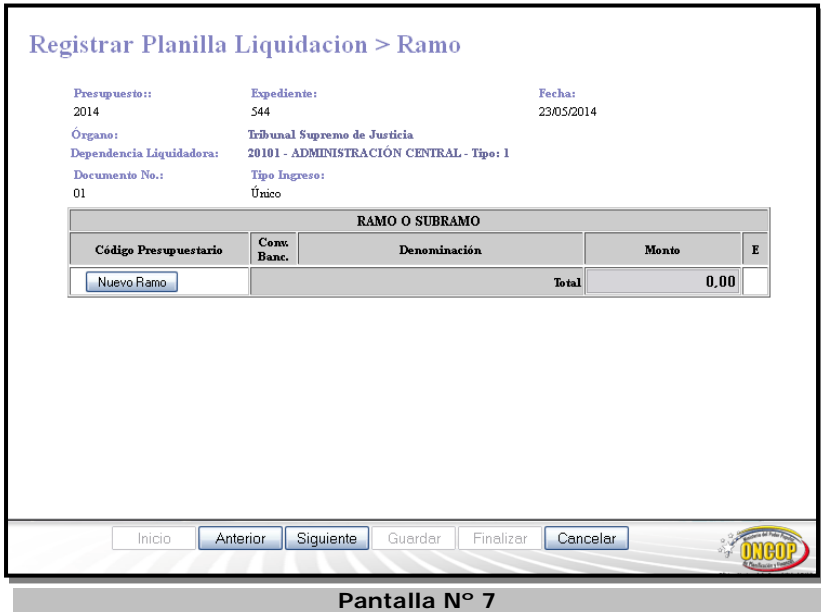 Registrar Planilla Liquidacion > Ramo
Presupuesto:: Expediente: Fecha:
2014 544 23/05/2014
Órgano: Tribunal Supremo de Justicia
Dependencia Liquidadora: 20101 - ADMINISTRACIÓN CENTRAL - Tipo: 1
Documento No.: Tipo Ingreso:
01 Único
RAMO O SUBRAMO
Código Presupuestario Conv. Banc. Denominación Monto E
Nuevo Ramo Total 0,00
Inicio Anterior Siguiente Guardar Finalizar Cancelar
ONCOP
Pantalla Nº 7